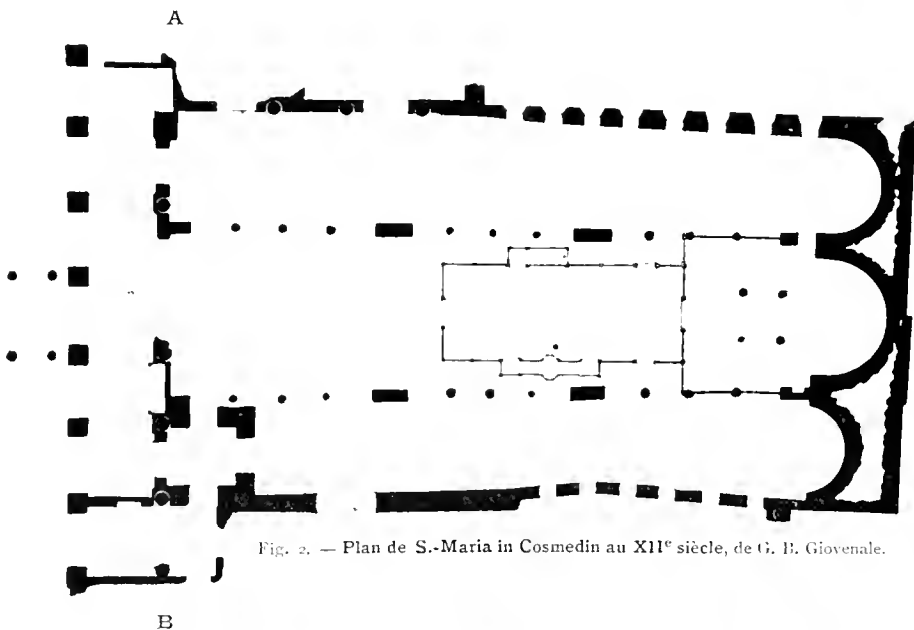 A
Fig. 2. — Plan de S.-Maria in Cosmedin au XIIe siècle, de G. B. Giovenale.
B